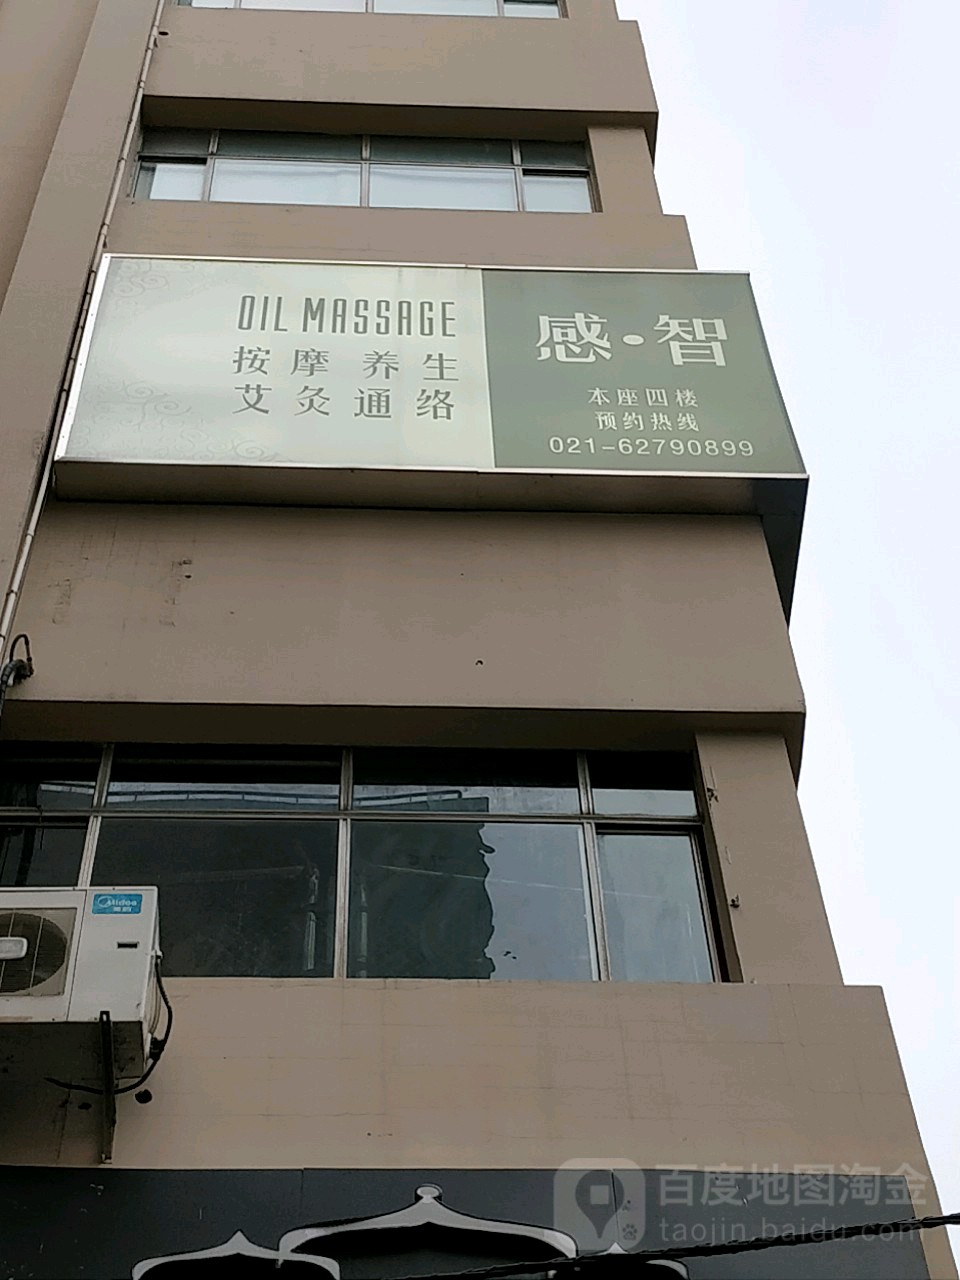 OIL MASSAGE
按摩养生
艾灸通络
感·智
本座四楼
预约热线
021-62790899
Midea
美的
百度地图淘金
taojin.baidu.com